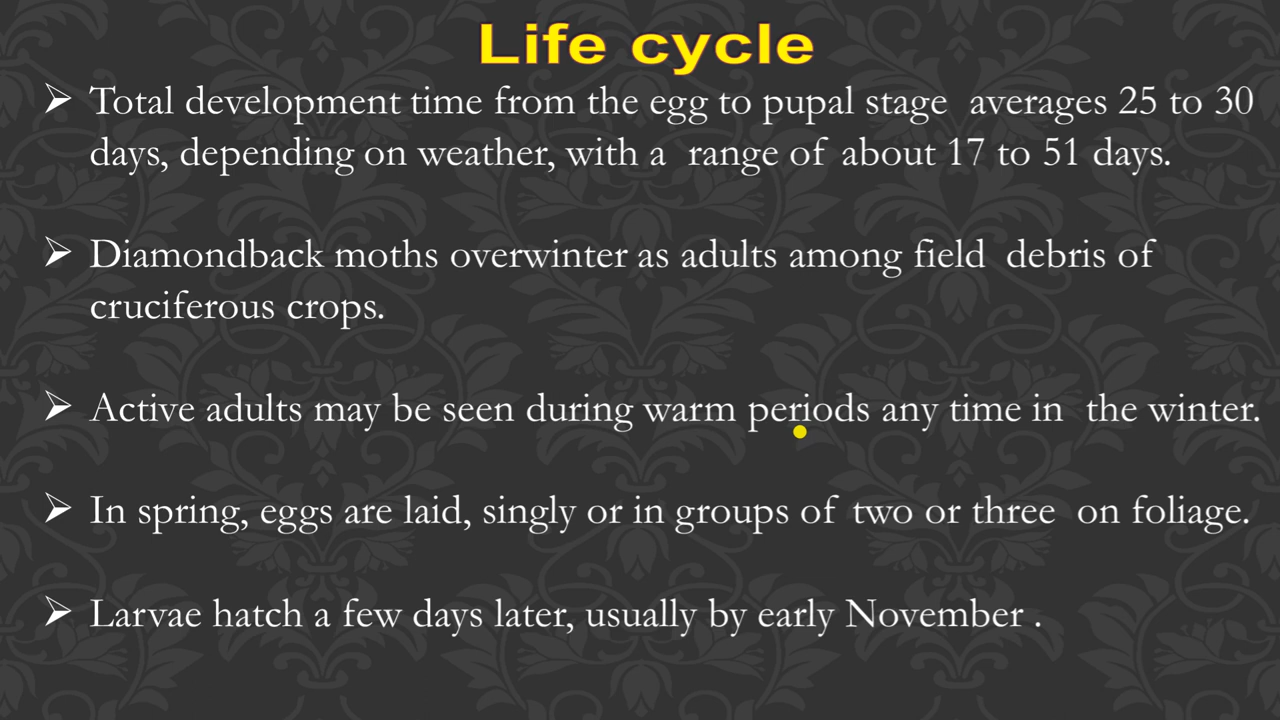 Life cycle
➢ Total development time from the egg to pupal stage averages 25 to 30
days, depending on weather, with a range of about 17 to 51 days.
➢ Diamondback moths overwinter as adults among field debris of
cruciferous crops.
➢ Active adults may be seen during warm periods any time in the winter.
➢ In spring, eggs are laid, singly or in groups of two or three on foliage.
➢ Larvae hatch a few days later, usually by early November .